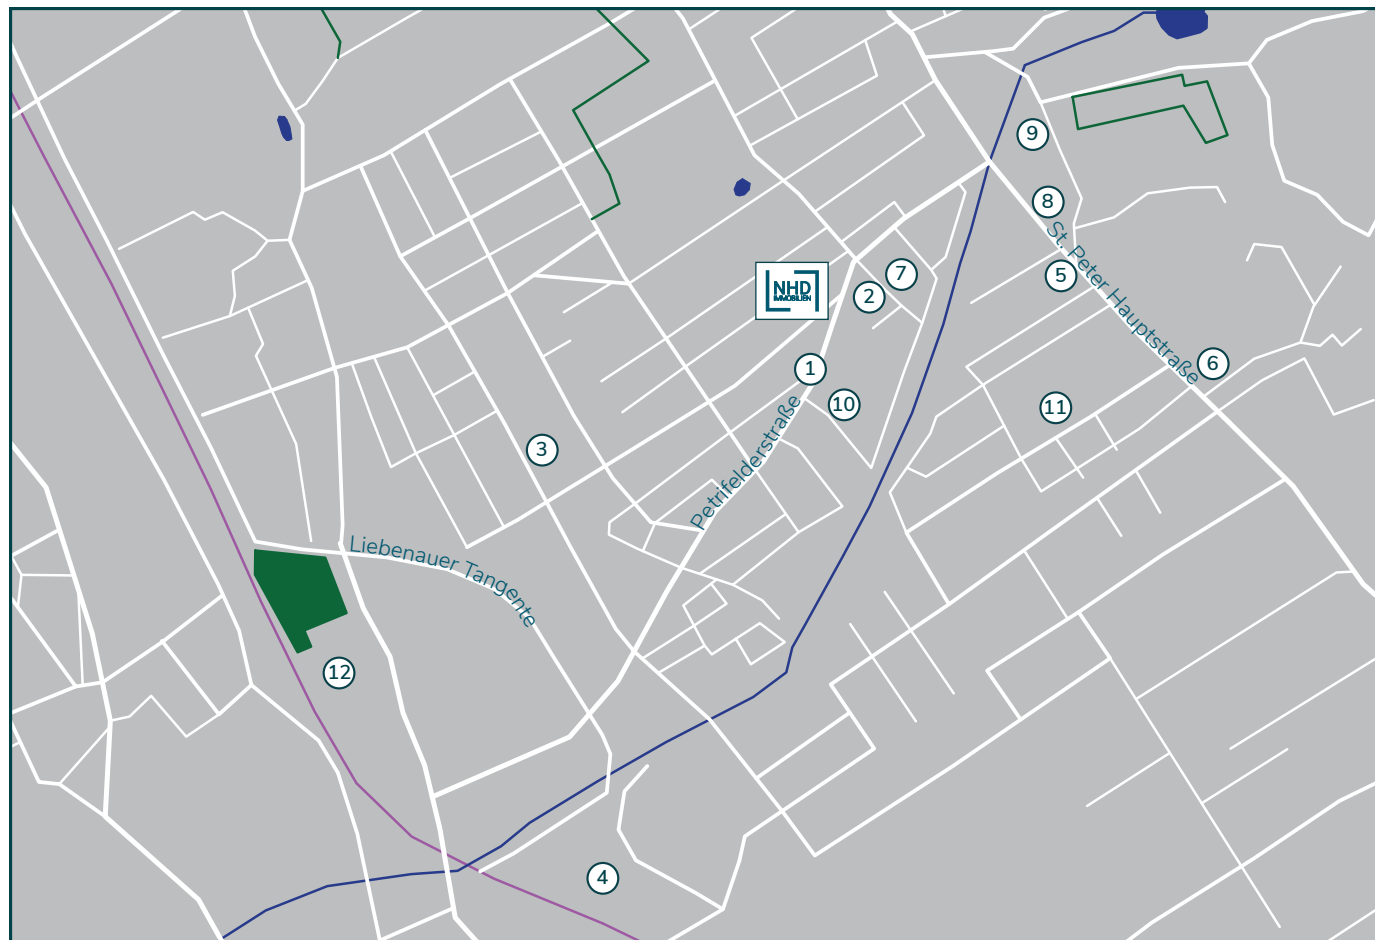 9
8
St. Peter Hauptstraße
7
5
NHD
IMMOBILIEN
2
6
1
10
11
Petrifelderstraße
3
Liebenauer Tangente
12
4